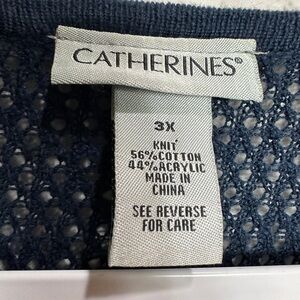 CATHERINES®
3X
KNIT
56%COTTON
44%ACRYLIC
MADE IN
CHINA
SEE REVERSE
FOR CARE